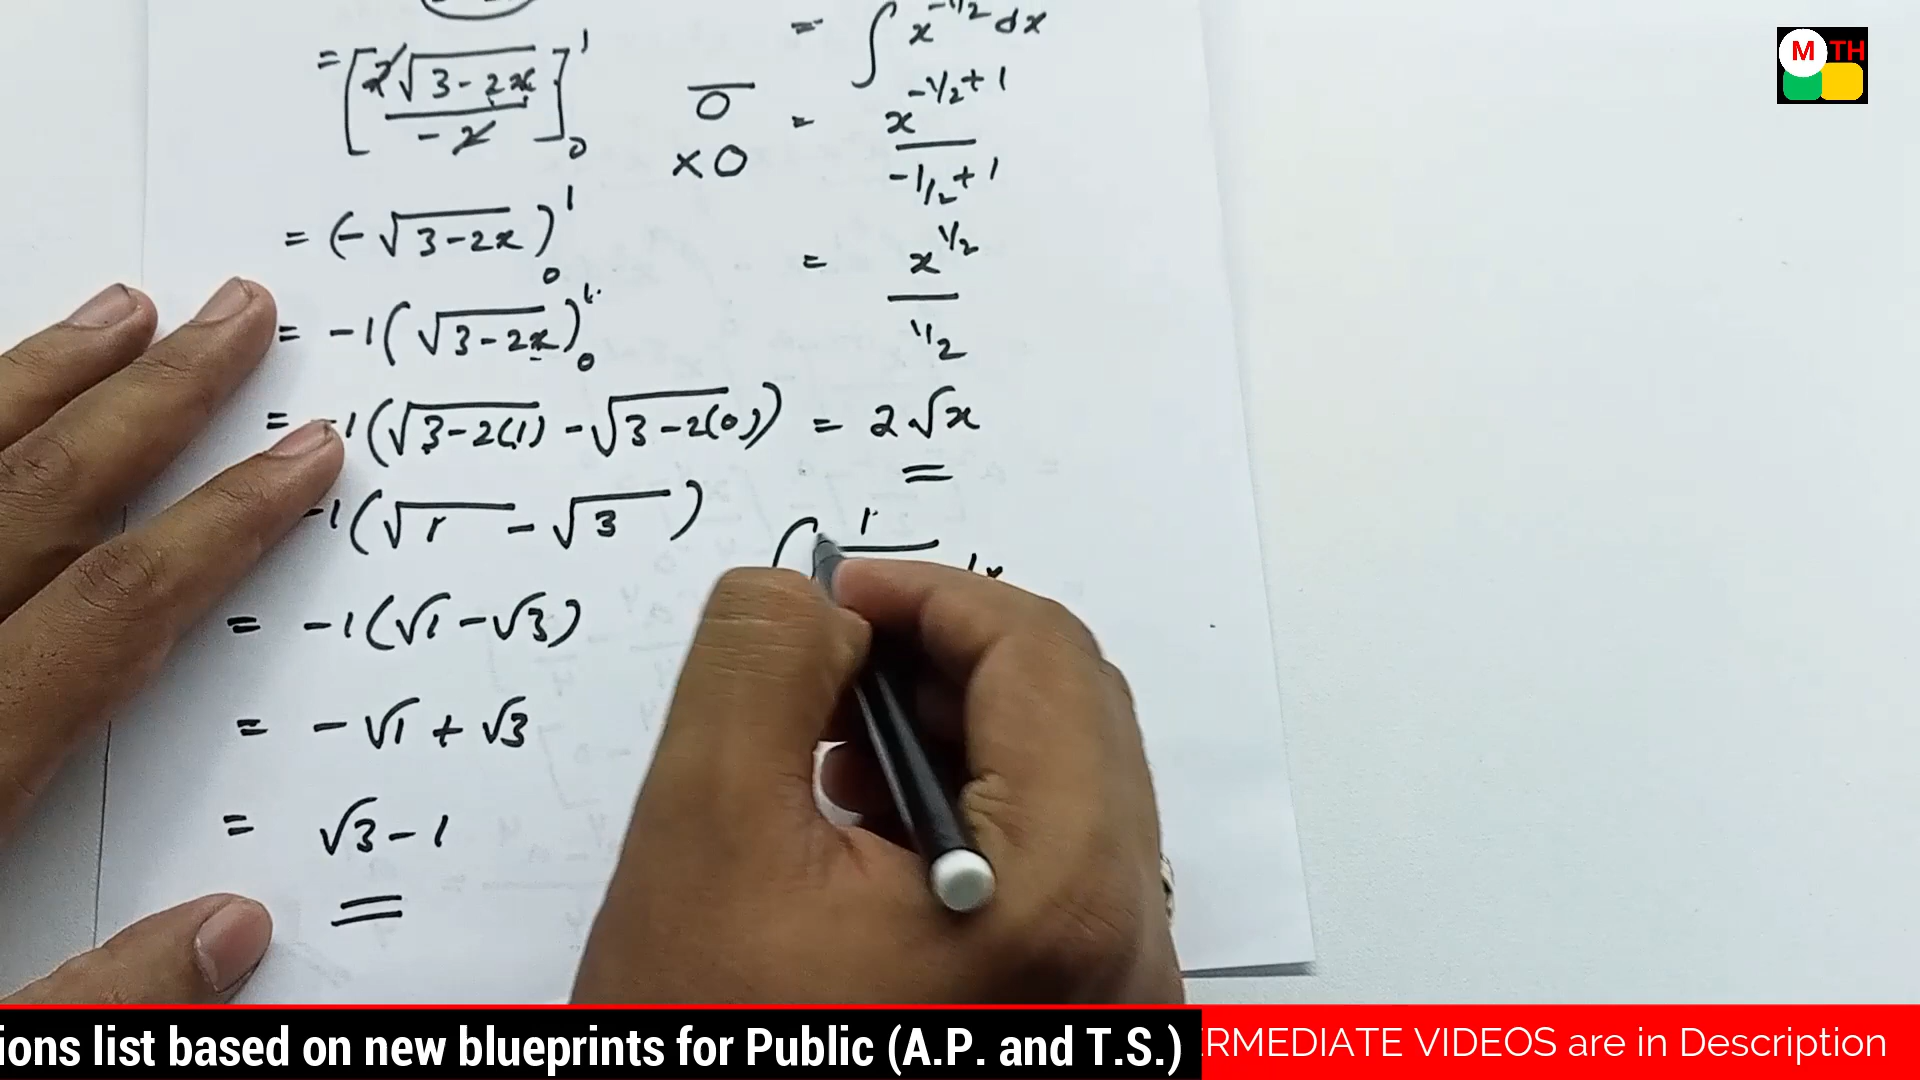 = [2√(3-2x) / -2]₀¹
= (-√(3-2x))₀¹
= -1(√(3-2x))₀¹
= -1(√(3-2(1)) - √(3-2(0)))
-1(√1 - √3)
= -1(√1 - √3)
= -√1 + √3
= √3 - 1
0
×0
= ∫ x^(-1/2) dx
= x^(-1/2+1) / (-1/2+1)
= x^(1/2) / (1/2)
= 2√x
∫ 1 dx
M TH
ions list based on new blueprints for Public (A.P. and T.S.)
ERMEDIATE VIDEOS are in Description